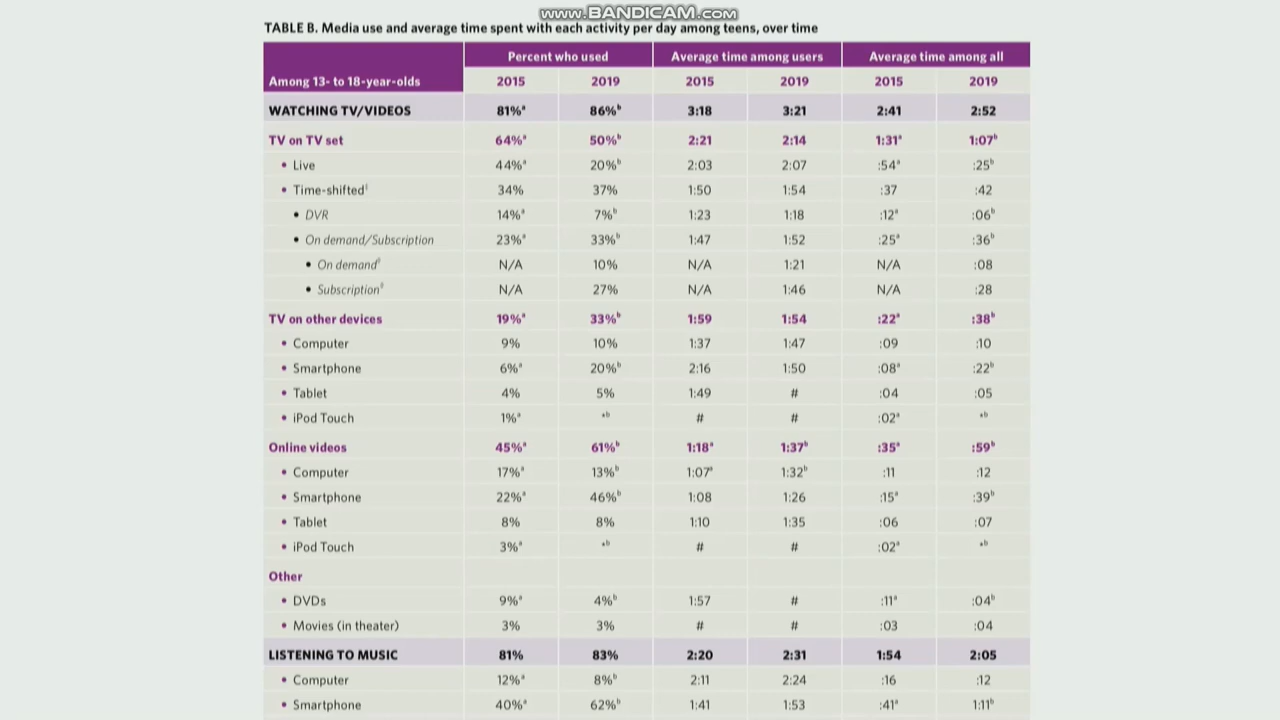 www.BANDICAM.com
TABLE B. Media use and average time spent with each activity per day among teens, over time
Percent who used Average time among users Average time among all
Among 13- to 18-year-olds 2015 2019 2015 2019 2015 2019
WATCHING TV/VIDEOS 81%ᵃ 86%ᵇ 3:18 3:21 2:41 2:52
TV on TV set 64%ᵃ 50%ᵇ 2:21 2:14 1:31ᵃ 1:07ᵇ
• Live 44%ᵃ 20%ᵇ 2:03 2:07 :54ᵃ :25ᵇ
• Time-shifted 34% 37% 1:50 1:54 :37 :42
• DVR 14%ᵃ 7%ᵇ 1:23 1:18 :12ᵃ :06ᵇ
• On demand/Subscription 23%ᵃ 33%ᵇ 1:47 1:52 :25ᵃ :36ᵇ
• On demand N/A 10% N/A 1:21 N/A :08
• Subscription N/A 27% N/A 1:46 N/A :28
TV on other devices 19%ᵃ 33%ᵇ 1:59 1:54 :22ᵃ :38ᵇ
• Computer 9% 10% 1:37 1:47 :09 :10
• Smartphone 6%ᵃ 20%ᵇ 2:16 1:50 :08ᵃ :22ᵇ
• Tablet 4% 5% 1:49 # :04 :05
• iPod Touch 1%ᵃ *ᵇ # # :02ᵃ *ᵇ
Online videos 45%ᵃ 61%ᵇ 1:18ᵃ 1:37ᵇ :35ᵃ :59ᵇ
• Computer 17%ᵃ 13%ᵇ 1:07ᵃ 1:32ᵇ :11 :12
• Smartphone 22%ᵃ 46%ᵇ 1:08 1:26 :15ᵃ :39ᵇ
• Tablet 8% 8% 1:10 1:35 :06 :07
• iPod Touch 3%ᵃ *ᵇ # # :02ᵃ *ᵇ
Other
• DVDs 9%ᵃ 4%ᵇ 1:57 # :11ᵃ :04ᵇ
• Movies (in theater) 3% 3% # # :03 :04
LISTENING TO MUSIC 81% 83% 2:20 2:31 1:54 2:05
• Computer 12%ᵃ 8%ᵇ 2:11 2:24 :16 :12
• Smartphone 40%ᵃ 62%ᵇ 1:41 1:53 :41ᵃ 1:11ᵇ